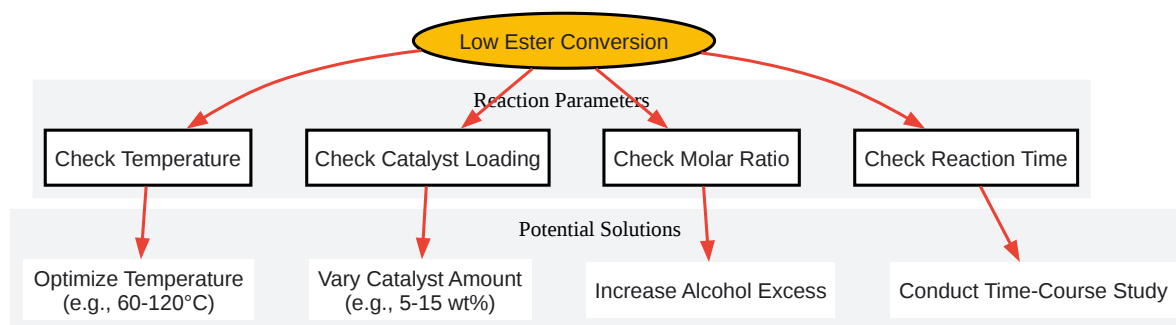 Low Ester Conversion
Reaction Parameters
Check Temperature
Check Catalyst Loading
Check Molar Ratio
Check Reaction Time
Potential Solutions
Optimize Temperature
(e.g., 60-120°C)
Vary Catalyst Amount
(e.g., 5-15 wt%)
Increase Alcohol Excess
Conduct Time-Course Study